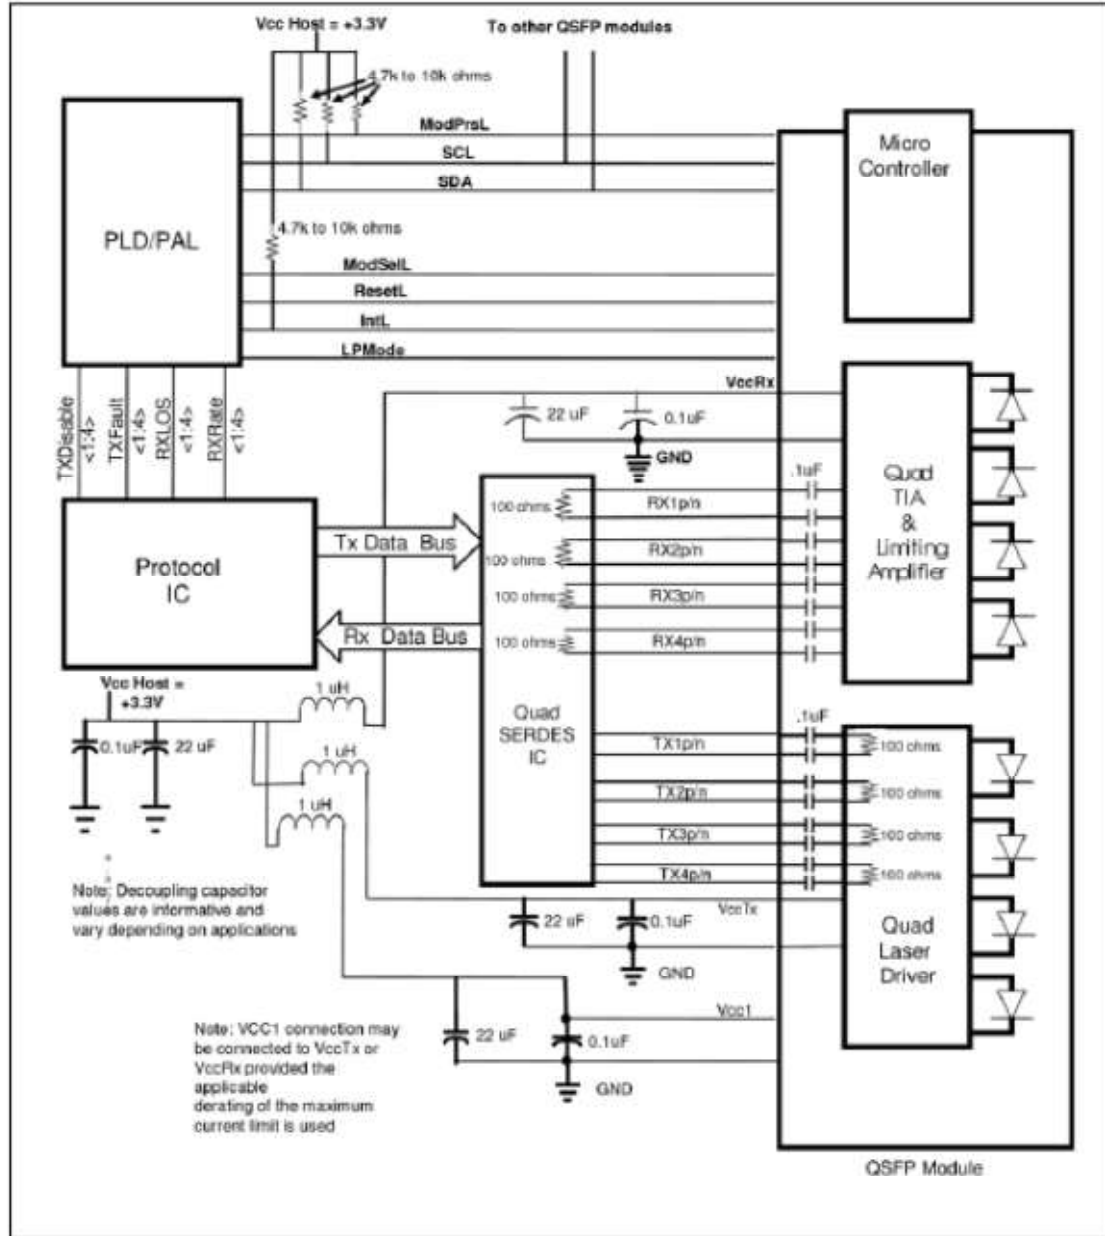 Vcc Host = +3.3V
To other QSFP modules
4.7k to 10k ohms
ModPrsL
SCL
SDA
Micro
Controller
PLD/PAL
4.7k to 10k ohms
ModSelL
ResetL
IntL
LPMode
VccRx
TXDisable
<1:4>
TXFault
<1:4>
RXLOS
<1:4>
RXRate
<1:4>
22 uF
0.1uF
GND
.1uF
Quad
TIA
&
Limiting
Amplifier
100 ohms
RX1p/n
Tx Data Bus
100 ohms
RX2p/n
Protocol
IC
100 ohms
RX3p/n
Rx Data Bus
100 ohms
RX4p/n
Vcc Host =
+3.3V
1 uH
Quad
SERDES
IC
.1uF
0.1uF
22 uF
1 uH
TX1p/n
100 ohms
1 uH
TX2p/n
100 ohms
TX3p/n
100 ohms
TX4p/n
100 ohms
Note: Decoupling capacitor
values are informative and
vary depending on applications
VccTx
22 uF
0.1uF
GND
Quad
Laser
Driver
Vcc1
Note: VCC1 connection may
be connected to VccTx or
VccRx provided the
applicable
derating of the maximum
current limit is used
22 uF
0.1uF
GND
QSFP Module